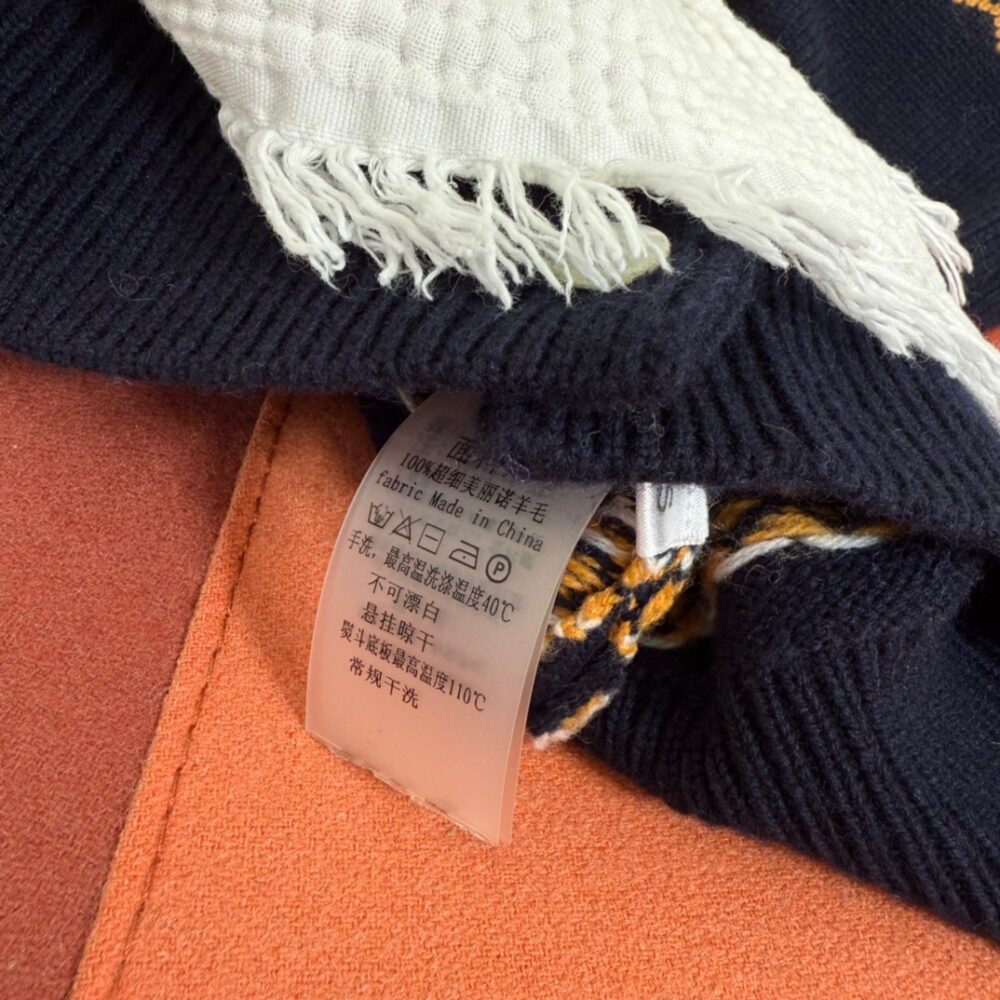 100%超细美丽诺羊毛
fabric Made in China
P
手洗，最高温洗涤温度40℃
不可漂白
悬挂晾干
熨斗底板最高温度110℃
常规干洗
S